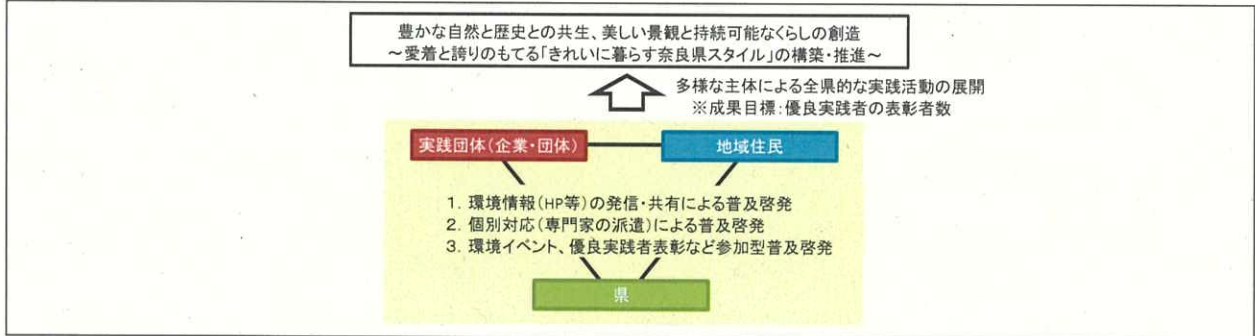 豊かな自然と歴史との共生、美しい景観と持続可能なくらしの創造
～愛着と誇りのもてる「きれいに暮らす奈良県スタイル」の構築・推進～
多様な主体による全県的な実践活動の展開
※成果目標:優良実践者の表彰者数
実践団体(企業・団体)
地域住民
1. 環境情報(HP等)の発信・共有による普及啓発
2. 個別対応(専門家の派遣)による普及啓発
3. 環境イベント、優良実践者表彰など参加型普及啓発
県